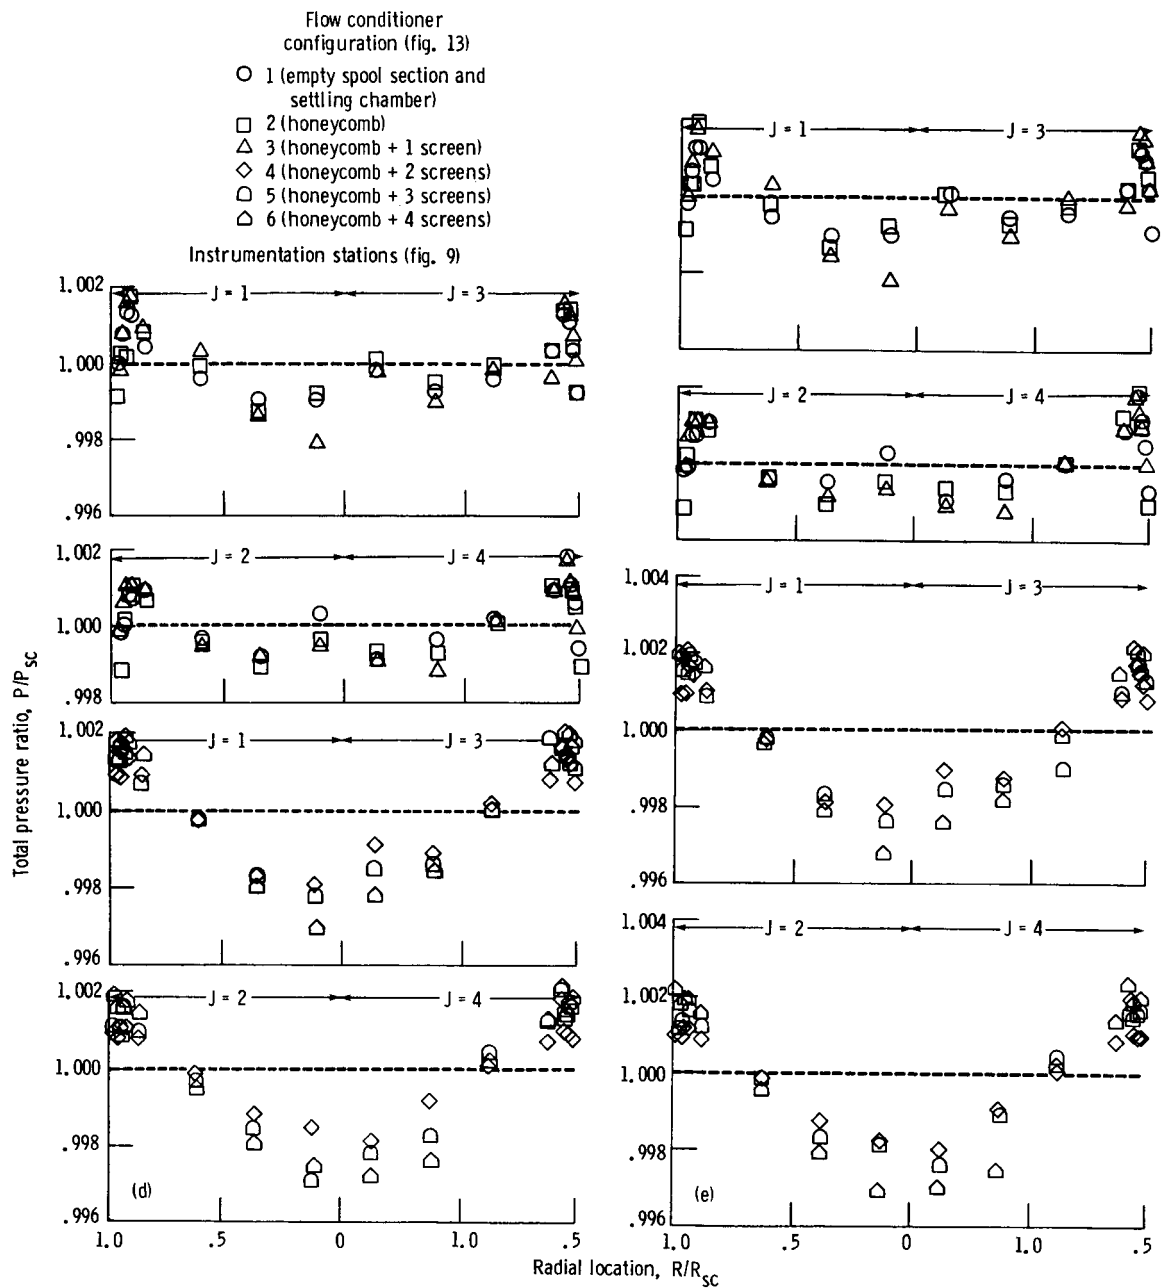 Flow conditioner
configuration (fig. 13)
1 (empty spool section and
settling chamber)
2 (honeycomb)
3 (honeycomb + 1 screen)
4 (honeycomb + 2 screens)
5 (honeycomb + 3 screens)
6 (honeycomb + 4 screens)
Instrumentation stations (fig. 9)
Total pressure ratio, P/Psc
1.002
1.000
.998
.996
J = 1
J = 3
1.002
1.000
.998
J = 2
J = 4
1.002
1.000
.998
.996
J = 1
J = 3
1.002
1.000
.998
.996
J = 2
J = 4
(d)
1.0
.5
0
1.0
.5
J = 1
J = 3
J = 2
J = 4
1.004
1.002
1.000
.998
.996
J = 1
J = 3
1.004
1.002
1.000
.998
.996
J = 2
J = 4
(e)
1.0
.5
0
1.0
.5
Radial location, R/Rsc